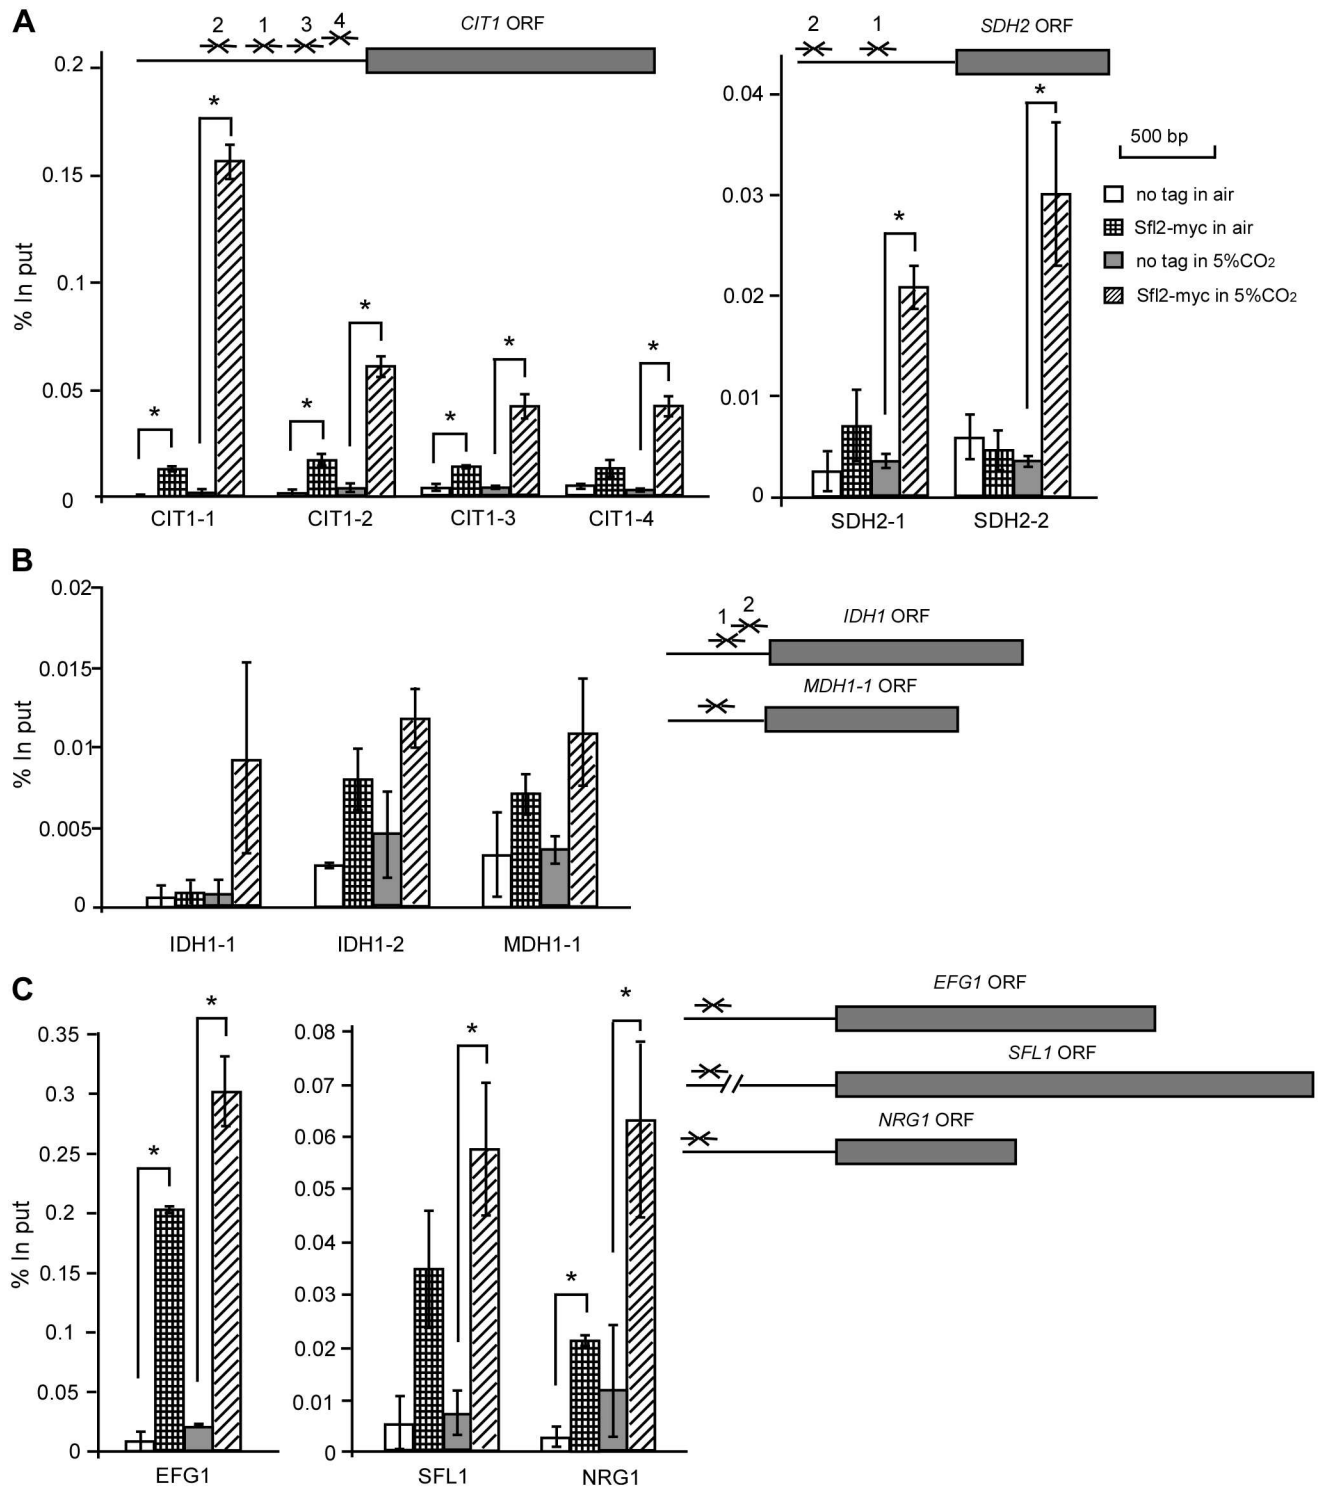 A
2 1 3 4
CIT1 ORF
2 1
SDH2 ORF
% In put
0.2
0.15
0.1
0.05
0
* * * * * * *
CIT1-1 CIT1-2 CIT1-3 CIT1-4
0.04
0.03
0.02
0.01
0
* *
SDH2-1 SDH2-2
500 bp
no tag in air
Sfl2-myc in air
no tag in 5%CO2
Sfl2-myc in 5%CO2
B
% In put
0.02
0.015
0.01
0.005
0
IDH1-1 IDH1-2 MDH1-1
1 2
IDH1 ORF
MDH1-1 ORF
C
% In put
0.35
0.3
0.25
0.2
0.15
0.1
0.05
0
* *
EFG1
0.08
0.07
0.06
0.05
0.04
0.03
0.02
0.01
0
* * *
SFL1 NRG1
EFG1 ORF
SFL1 ORF
NRG1 ORF